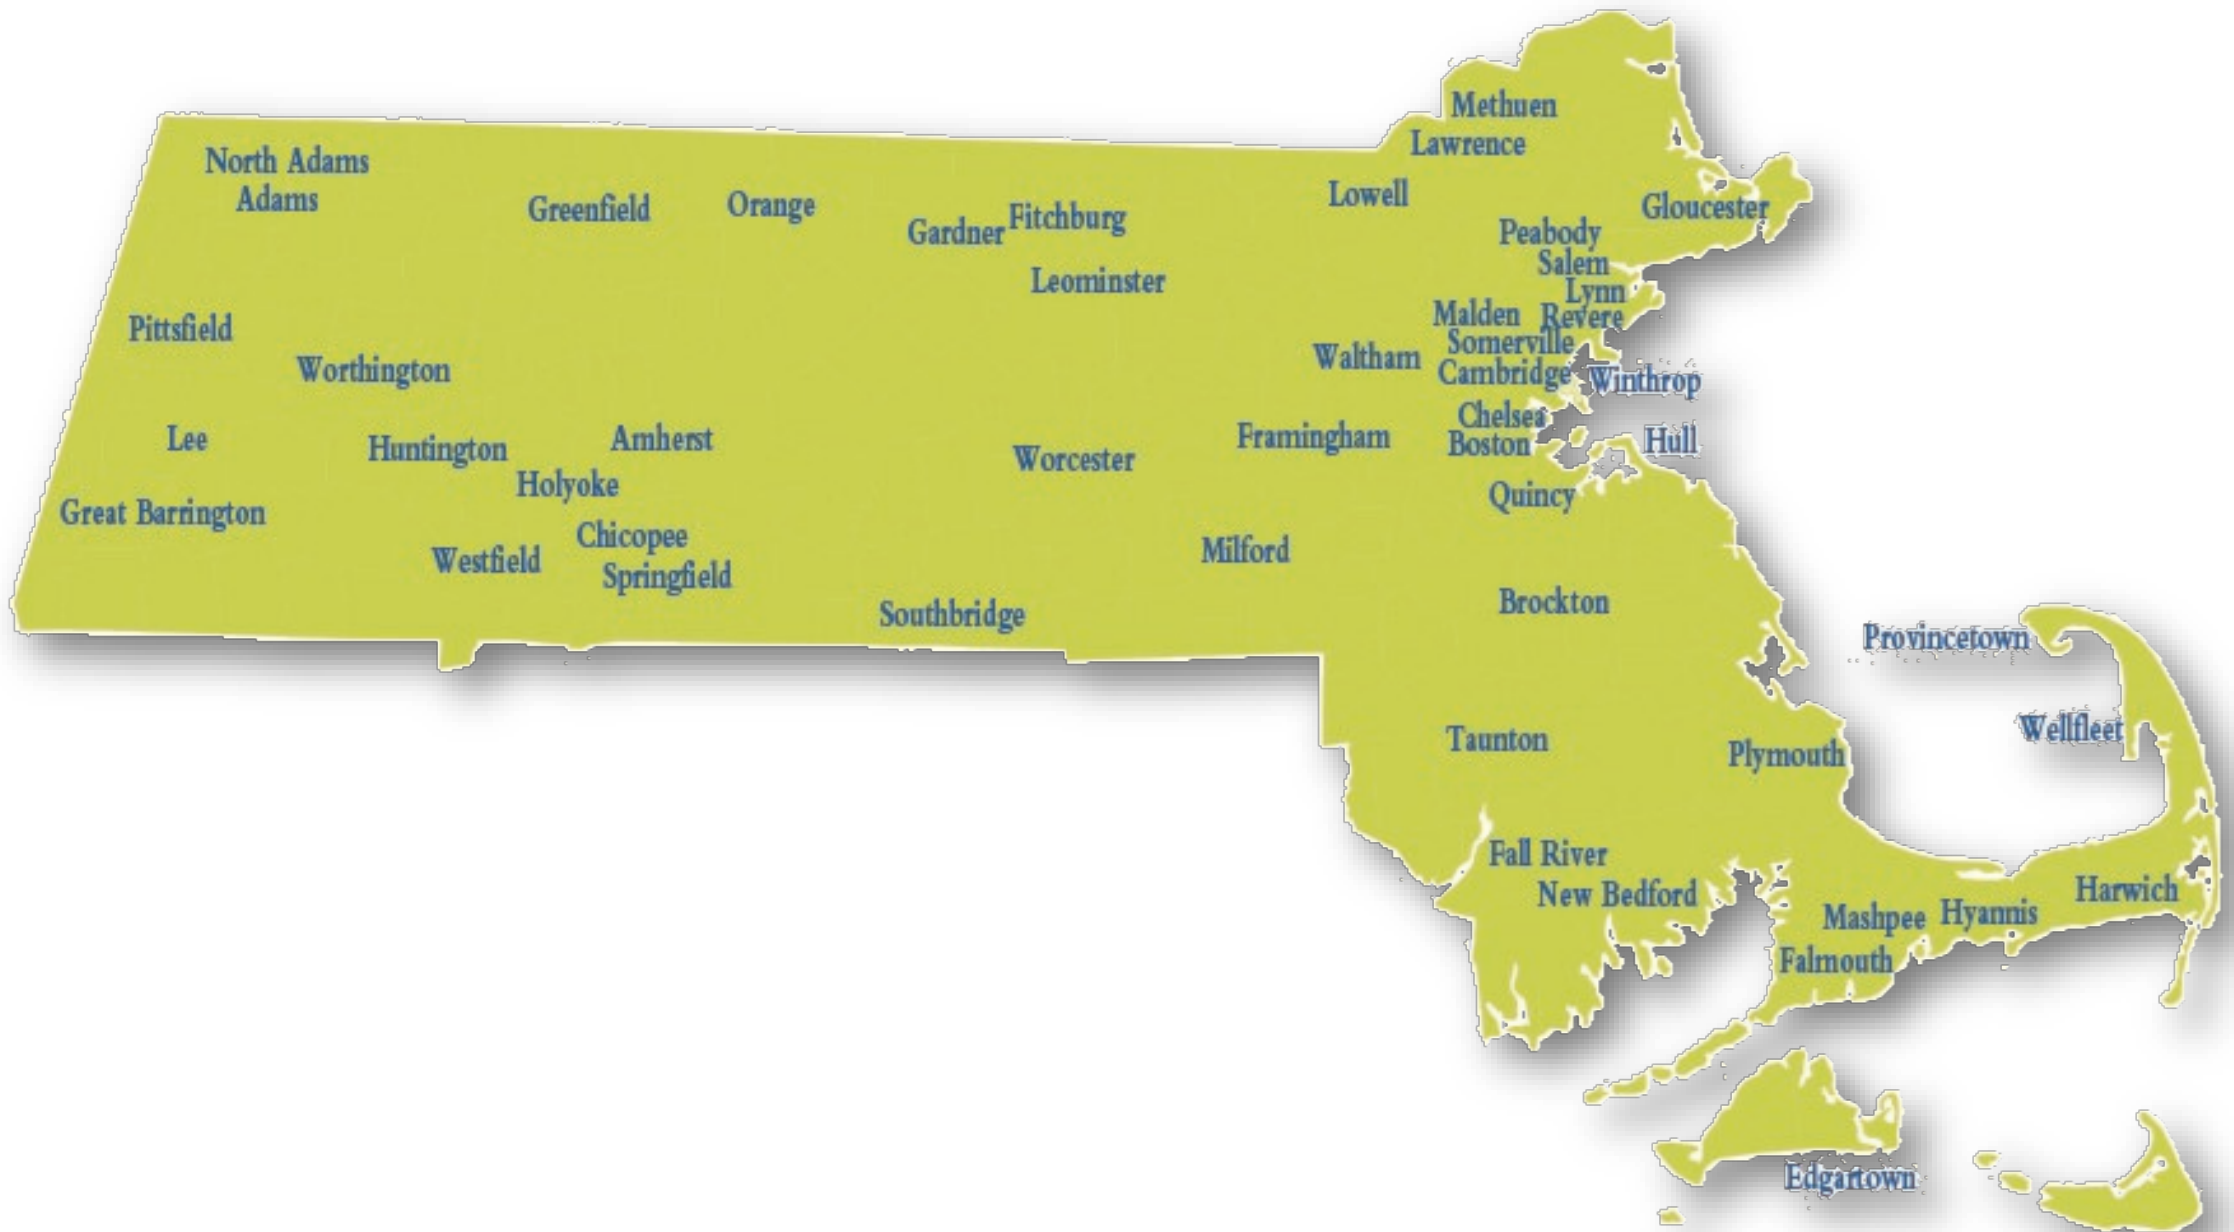 Methuen
Lawrence
North Adams
Adams
Lowell
Greenfield
Orange
Gardner
Fitchburg
Gloucester
Peabody
Salem
Leominster
Lynn
Malden
Revere
Pittsfield
Somerville
Waltham
Worthington
Cambridge
Winthrop
Chelsea
Lee
Huntington
Amherst
Framingham
Boston
Hull
Worcester
Holyoke
Quincy
Great Barrington
Chicopee
Milford
Westfield
Springfield
Brockton
Southbridge
Provincetown
Wellfleet
Taunton
Plymouth
Fall River
New Bedford
Harwich
Mashpee
Hyannis
Falmouth
Edgartown